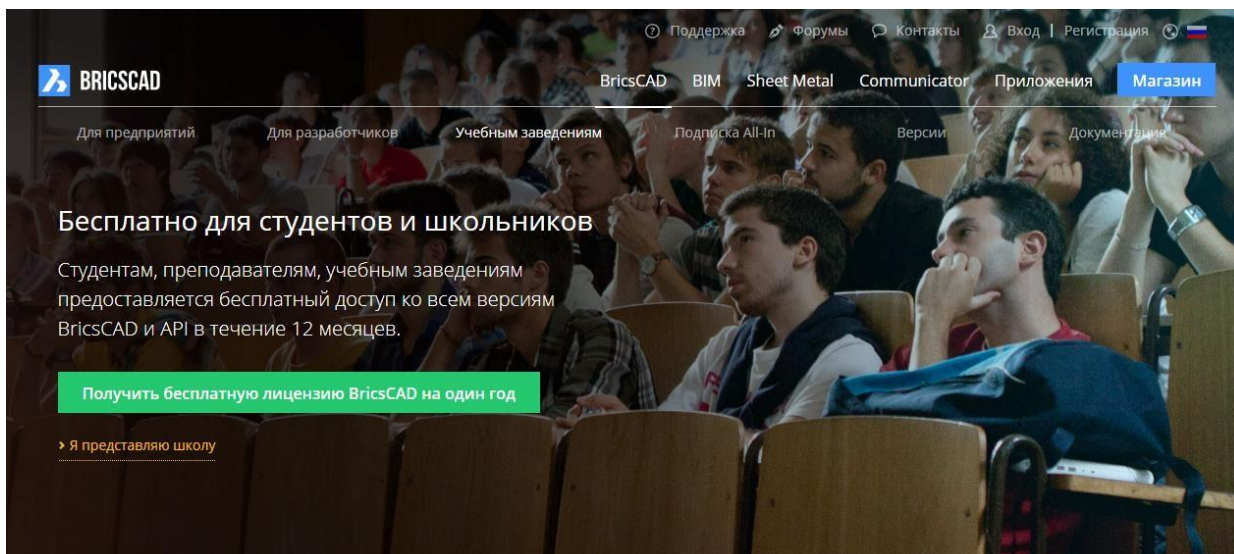 Поддержка Форумы Контакты Вход | Регистрация
BRICSCAD BricsCAD BIM Sheet Metal Communicator Приложения Магазин
Для предприятий Для разработчиков Учебным заведениям Подписка All-In Версии Документация
Бесплатно для студентов и школьников
Студентам, преподавателям, учебным заведениям
предоставляется бесплатный доступ ко всем версиям
BricsCAD и API в течение 12 месяцев.
Получить бесплатную лицензию BricsCAD на один год
› Я представляю школу